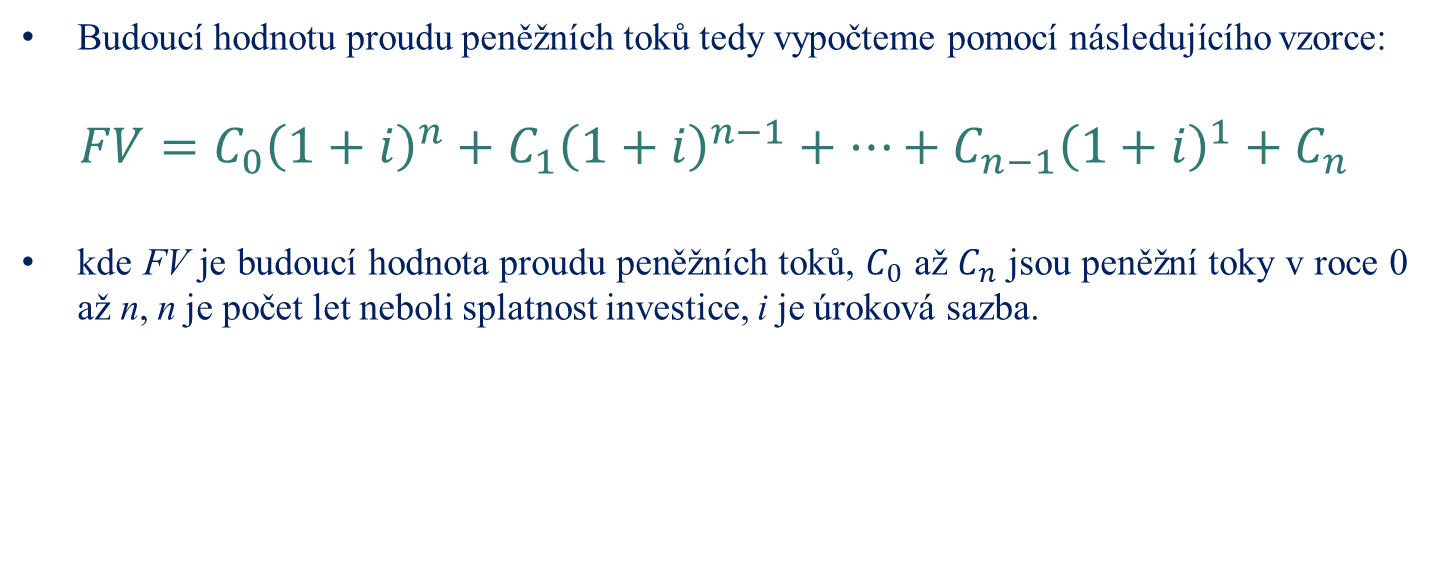 • Budoucí hodnotu proudu peněžních toků tedy vypočteme pomocí následujícího vzorce:
𝐹𝑉 = 𝐶₀(1 + 𝑖)ⁿ + 𝐶₁(1 + 𝑖)ⁿ⁻¹ + ⋯ + 𝐶ₙ₋₁(1 + 𝑖)¹ + 𝐶ₙ
• kde FV je budoucí hodnota proudu peněžních toků, 𝐶₀ až 𝐶ₙ jsou peněžní toky v roce 0
až n, n je počet let neboli splatnost investice, i je úroková sazba.